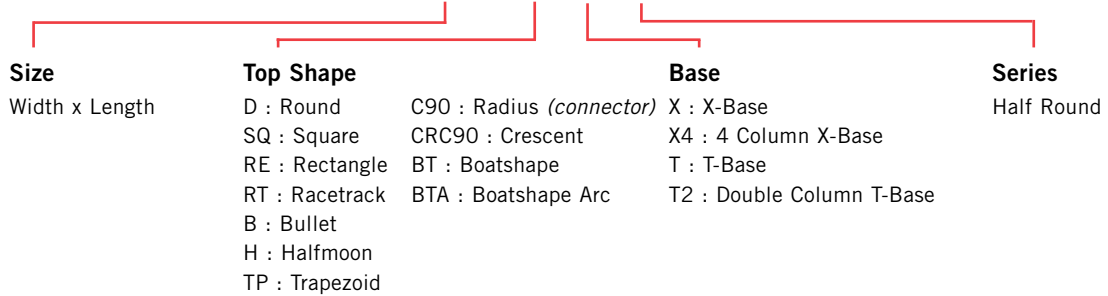 Size
Width x Length
Top Shape
D : Round
SQ : Square
RE : Rectangle
RT : Racetrack
B : Bullet
H : Halfmoon
TP : Trapezoid
C90 : Radius (connector)
CRC90 : Crescent
BT : Boatshape
BTA : Boatshape Arc
Base
X : X-Base
X4 : 4 Column X-Base
T : T-Base
T2 : Double Column T-Base
Series
Half Round